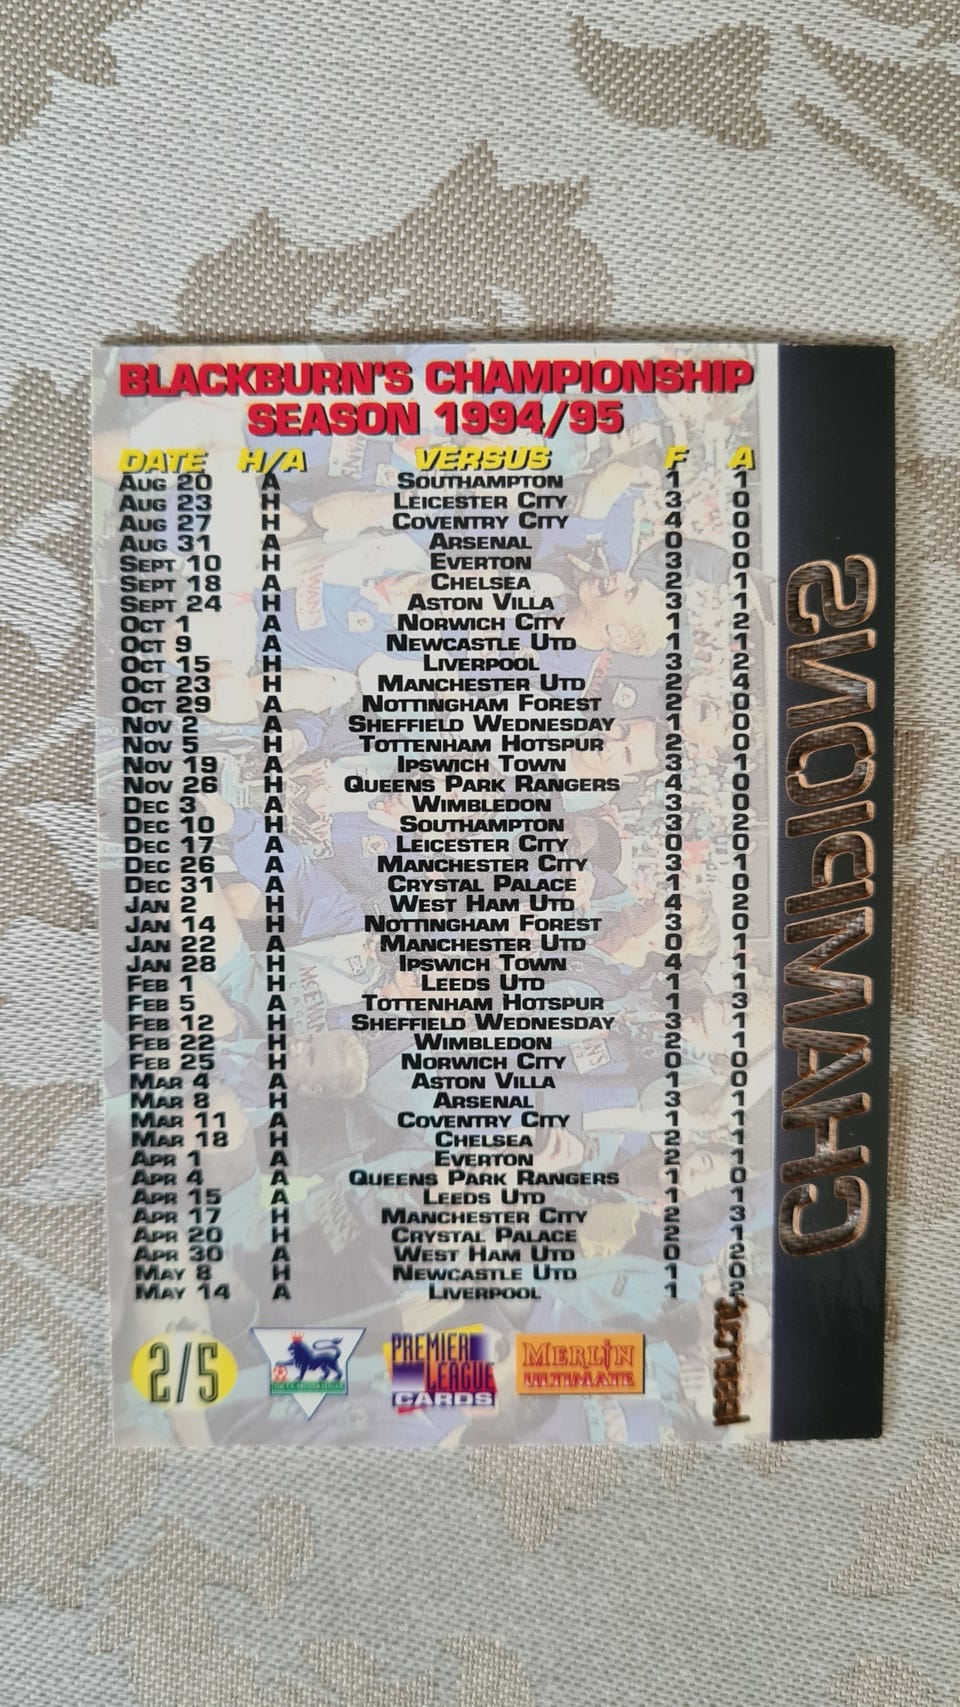 BLACKBURN'S CHAMPIONSHIP
SEASON 1994/95
DATE H/A VERSUS F A
AUG 20 A SOUTHAMPTON 1 1
AUG 23 H LEICESTER CITY 3 0
AUG 27 H COVENTRY CITY 4 0
AUG 31 A ARSENAL 0 0
SEPT 10 H EVERTON 3 0
SEPT 18 A CHELSEA 2 1
SEPT 24 H ASTON VILLA 3 1
OCT 1 A NORWICH CITY 1 2
OCT 9 A NEWCASTLE UTD 1 1
OCT 15 H LIVERPOOL 3 2
OCT 23 H MANCHESTER UTD 2 4
OCT 29 A NOTTINGHAM FOREST 2 0
NOV 2 A SHEFFIELD WEDNESDAY 1 0
NOV 5 H TOTTENHAM HOTSPUR 2 0
NOV 19 A IPSWICH TOWN 3 1
NOV 26 H QUEENS PARK RANGERS 4 0
DEC 3 A WIMBLEDON 3 0
DEC 10 H SOUTHAMPTON 3 2
DEC 17 A LEICESTER CITY 0 0
DEC 26 A MANCHESTER CITY 3 1
DEC 31 A CRYSTAL PALACE 1 0
JAN 2 H WEST HAM UTD 4 2
JAN 14 H NOTTINGHAM FOREST 3 0
JAN 22 A MANCHESTER UTD 0 1
JAN 28 H IPSWICH TOWN 4 1
FEB 1 H LEEDS UTD 1 1
FEB 5 A TOTTENHAM HOTSPUR 1 3
FEB 12 H SHEFFIELD WEDNESDAY 3 1
FEB 22 H WIMBLEDON 2 1
FEB 25 H NORWICH CITY 0 0
MAR 4 A ASTON VILLA 1 0
MAR 8 H ARSENAL 3 1
MAR 11 A COVENTRY CITY 1 1
MAR 18 H CHELSEA 2 1
APR 1 A EVERTON 2 1
APR 4 A QUEENS PARK RANGERS 1 0
APR 15 A LEEDS UTD 1 1
APR 17 H MANCHESTER CITY 2 3
APR 20 H CRYSTAL PALACE 2 1
APR 30 A WEST HAM UTD 0 2
MAY 8 H NEWCASTLE UTD 1 0
MAY 14 A LIVERPOOL 1 2
CHAMPIONS
2/5
PREMIER
LEAGUE
CARDS
MERLIN
ULTIMATE